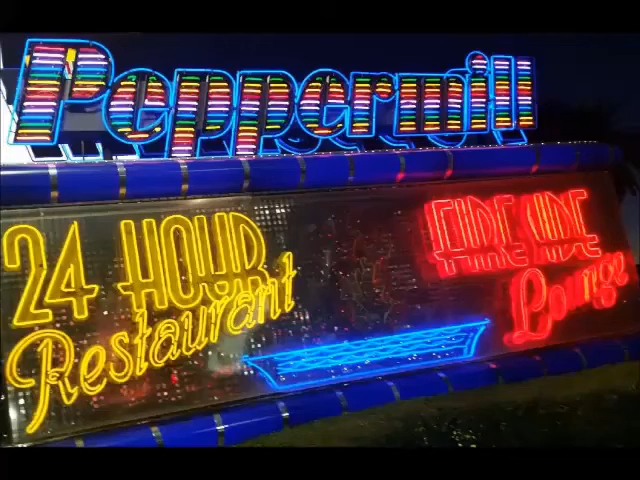 Peppermill
24 HOUR
Restaurant
FIRESIDE
Lounge